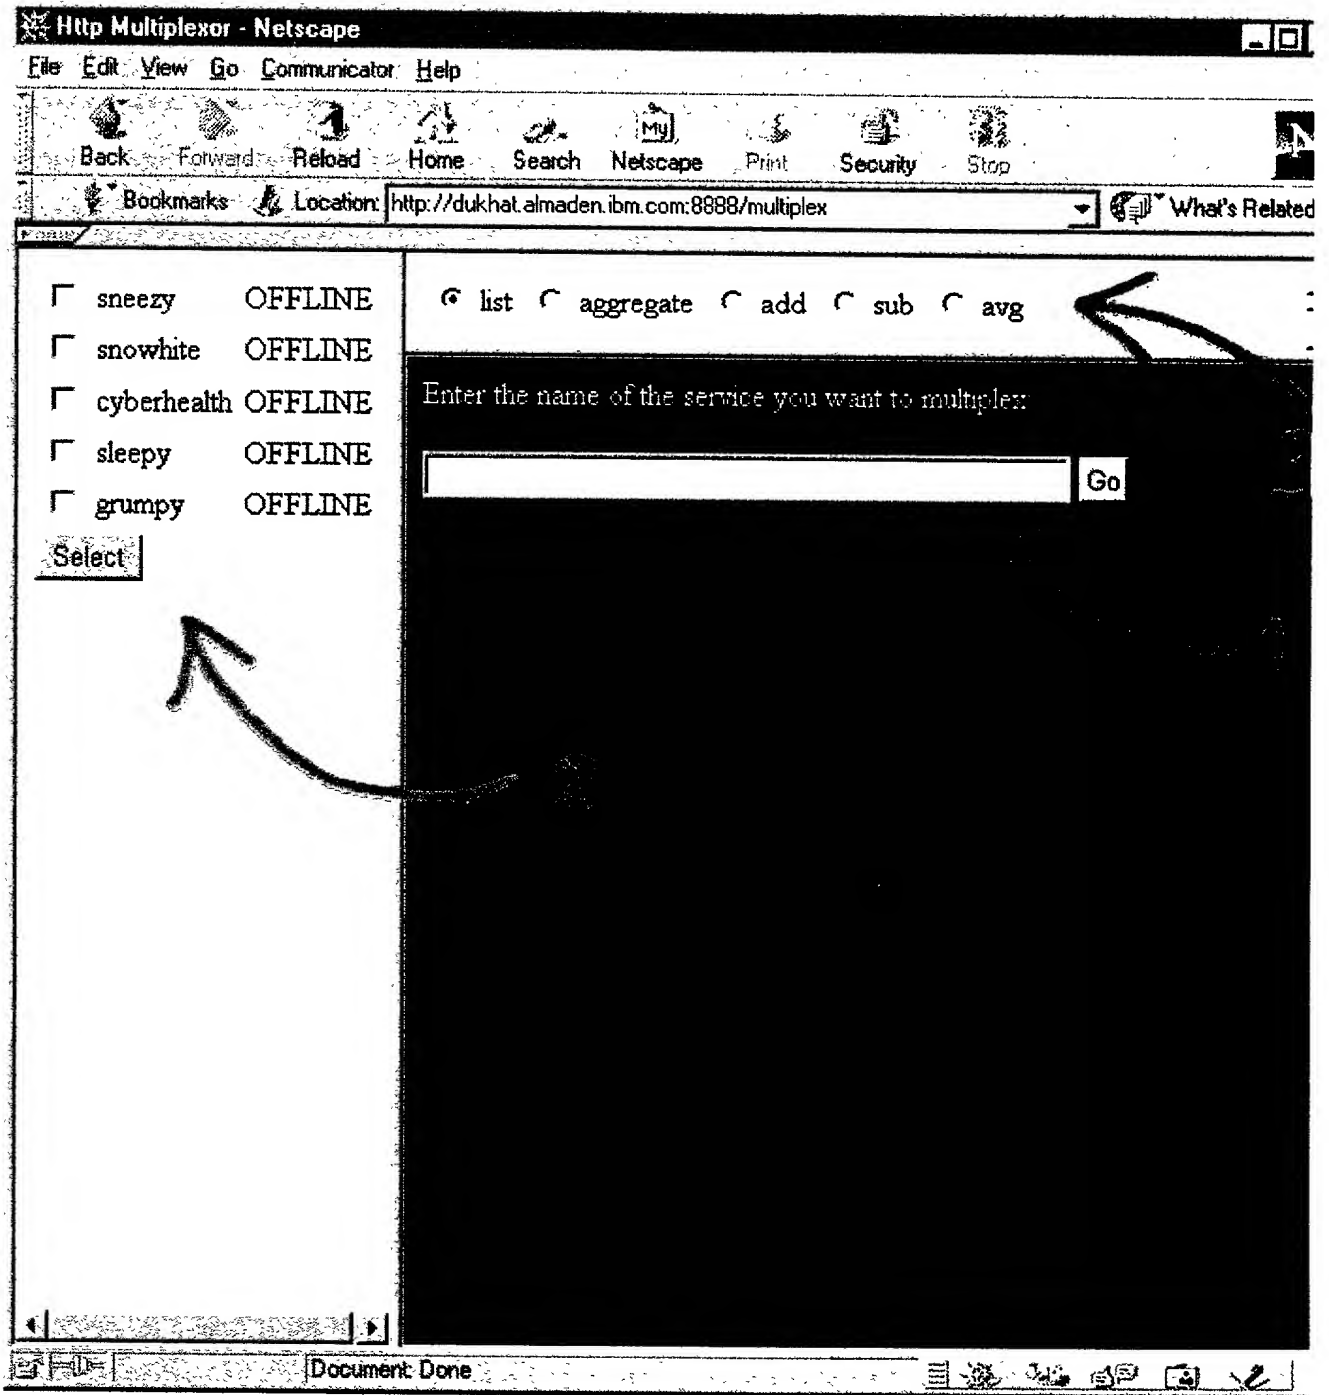 Http Multiplexor - Netscape
File Edit View Go Communicator Help
Back Forward Reload Home Search Netscape Print Security Stop
My
N
Bookmarks Location: http://dukhat.almaden.ibm.com:8888/multiplex What's Related
sneezy OFFLINE
snowhite OFFLINE
cyberhealth OFFLINE
sleepy OFFLINE
grumpy OFFLINE
Select
list aggregate add sub avg
Enter the name of the service you want to multiplex:
Go
Document: Done